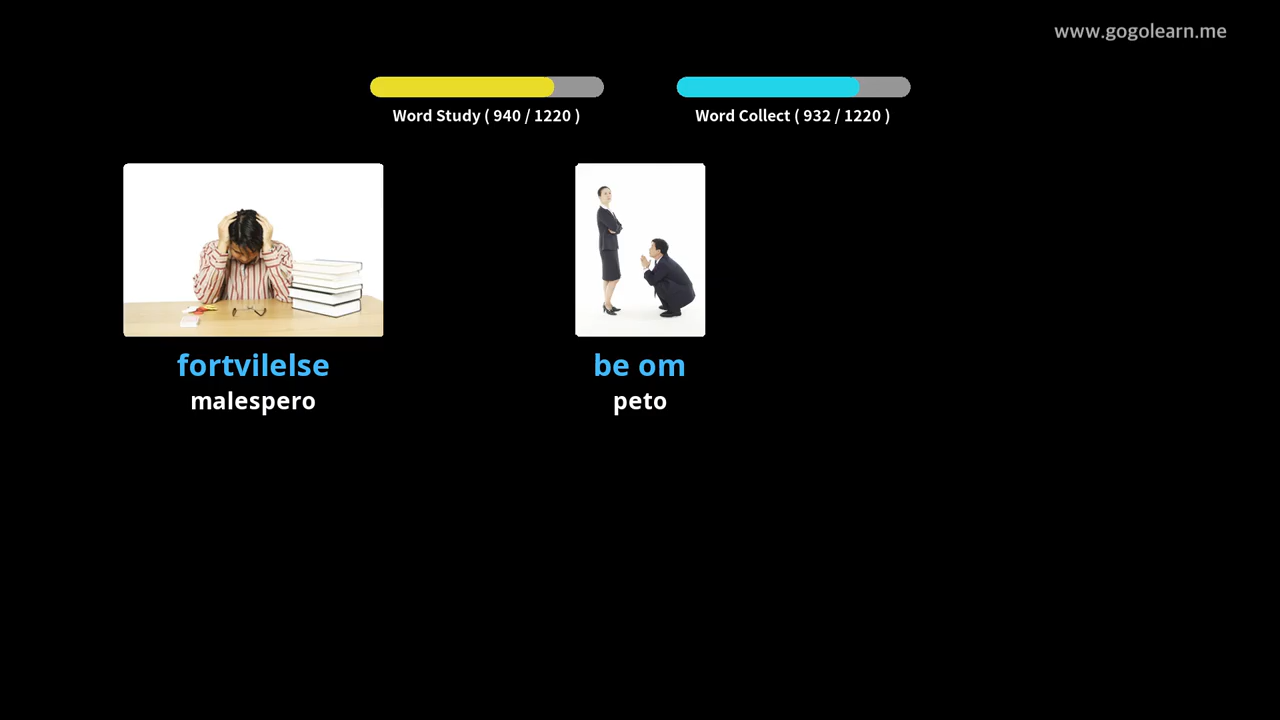 www.gogolearn.me
Word Study ( 940 / 1220 )
Word Collect ( 932 / 1220 )
fortvilelse
malespero
be om
peto